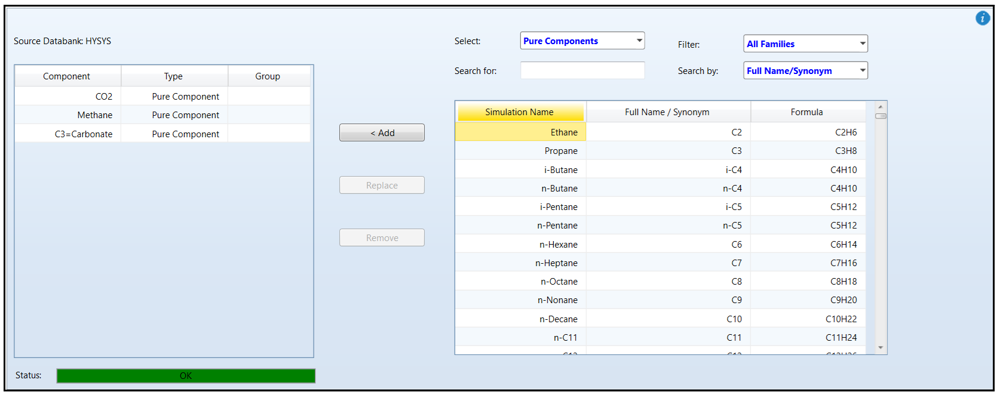 Source Databank: HYSYS
Component Type Group
CO2 Pure Component
Methane Pure Component
C3=Carbonate Pure Component
Status: OK
< Add
Replace
Remove
Select: Pure Components Filter: All Families
Search for: Search by: Full Name/Synonym
Simulation Name Full Name / Synonym Formula
Ethane C2 C2H6
Propane C3 C3H8
i-Butane i-C4 C4H10
n-Butane n-C4 C4H10
i-Pentane i-C5 C5H12
n-Pentane n-C5 C5H12
n-Hexane C6 C6H14
n-Heptane C7 C7H16
n-Octane C8 C8H18
n-Nonane C9 C9H20
n-Decane C10 C10H22
n-C11 C11 C11H24